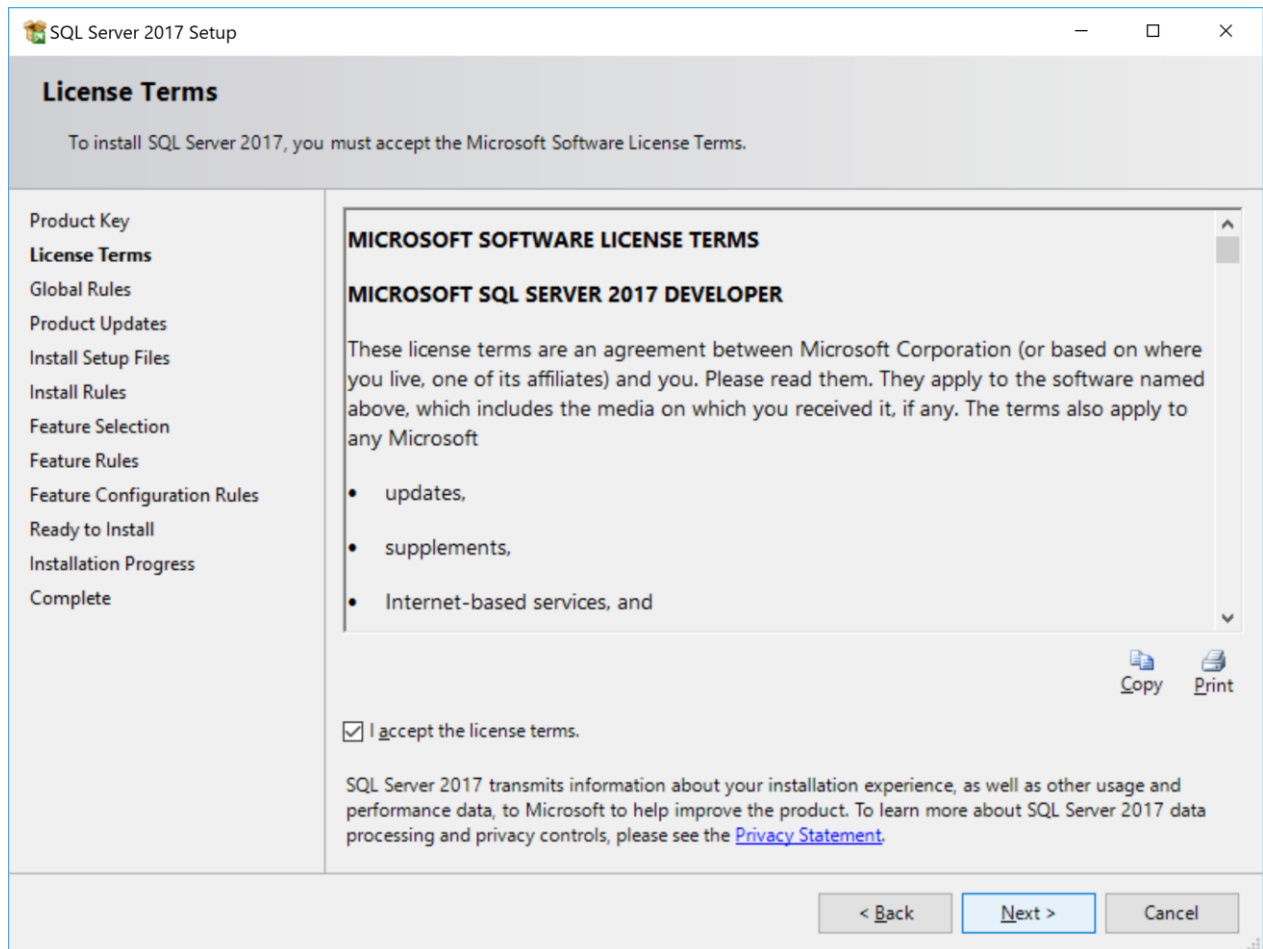 SQL Server 2017 Setup
License Terms
To install SQL Server 2017, you must accept the Microsoft Software License Terms.
Product Key
License Terms
Global Rules
Product Updates
Install Setup Files
Install Rules
Feature Selection
Feature Rules
Feature Configuration Rules
Ready to Install
Installation Progress
Complete
MICROSOFT SOFTWARE LICENSE TERMS
MICROSOFT SQL SERVER 2017 DEVELOPER
These license terms are an agreement between Microsoft Corporation (or based on where
you live, one of its affiliates) and you. Please read them. They apply to the software named
above, which includes the media on which you received it, if any. The terms also apply to
any Microsoft
• updates,
• supplements,
• Internet-based services, and
Copy Print
I accept the license terms.
SQL Server 2017 transmits information about your installation experience, as well as other usage and
performance data, to Microsoft to help improve the product. To learn more about SQL Server 2017 data
processing and privacy controls, please see the Privacy Statement.
< Back Next > Cancel